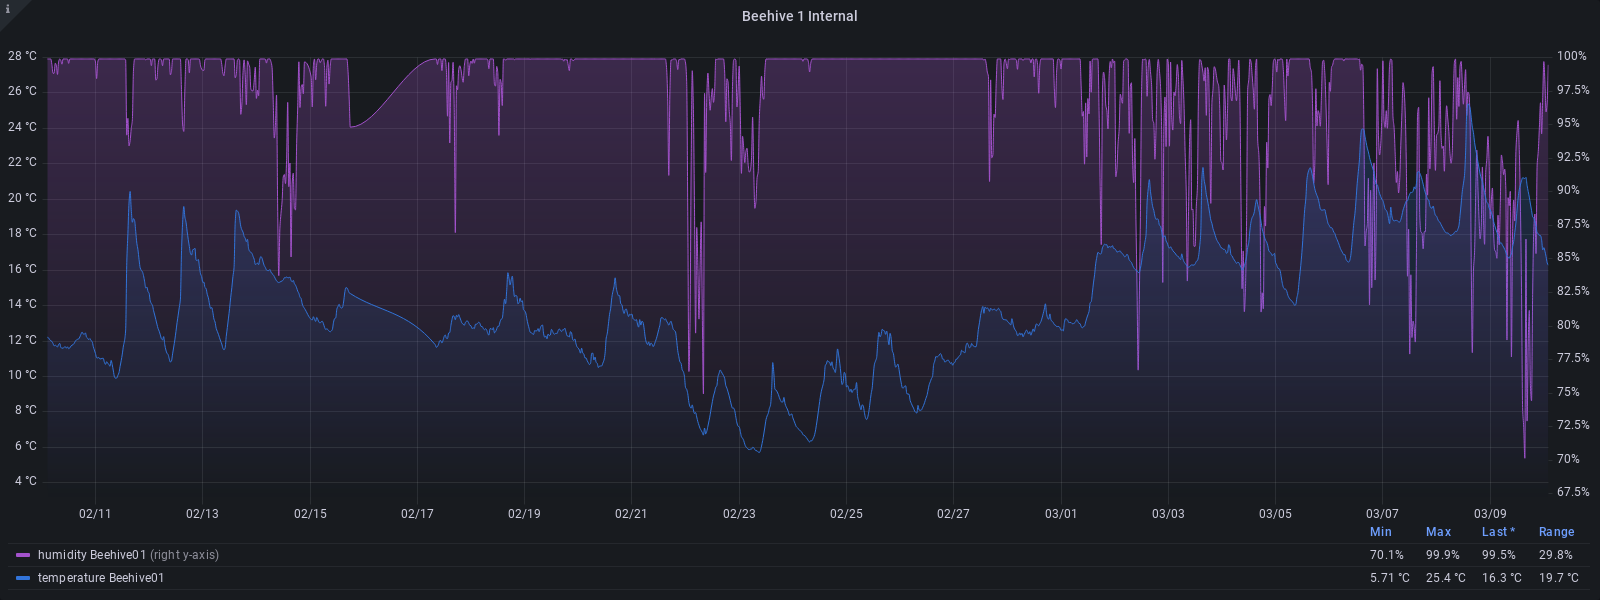 i
Beehive 1 Internal
28 °C 100%
26 °C 97.5%
24 °C 95%
22 °C 92.5%
20 °C 90%
18 °C 87.5%
16 °C 85%
14 °C 82.5%
12 °C 80%
10 °C 77.5%
8 °C 75%
6 °C 72.5%
4 °C 70%
67.5%
02/11 02/13 02/15 02/17 02/19 02/21 02/23 02/25 02/27 03/01 03/03 03/05 03/07 03/09
Min Max Last * Range
humidity Beehive01 (right y-axis) 70.1% 99.9% 99.5% 29.8%
temperature Beehive01 5.71 °C 25.4 °C 16.3 °C 19.7 °C